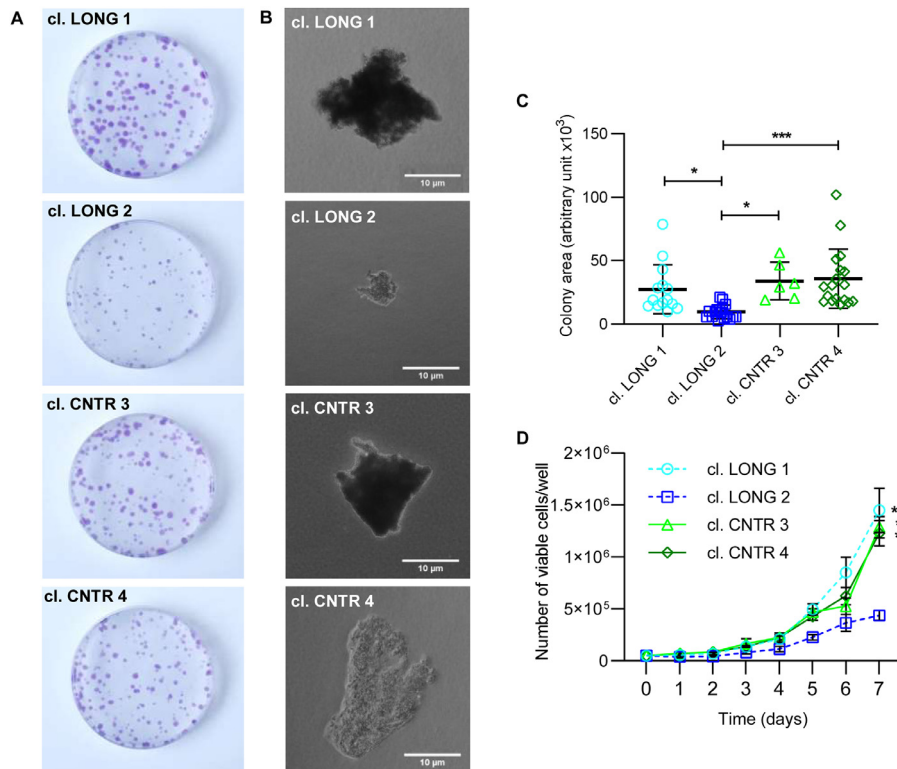 A
cl. LONG 1
cl. LONG 2
cl. CNTR 3
cl. CNTR 4
B
cl. LONG 1
10 µm
cl. LONG 2
10 µm
cl. CNTR 3
10 µm
cl. CNTR 4
10 µm
C
Colony area (arbitrary unit x10³)
150
100
50
0
***
*
*
cl. LONG 1
cl. LONG 2
cl. CNTR 3
cl. CNTR 4
D
Number of viable cells/well
2×10⁶
1.5×10⁶
1×10⁶
5×10⁵
0
cl. LONG 1
cl. LONG 2
cl. CNTR 3
cl. CNTR 4
0 1 2 3 4 5 6 7
Time (days)